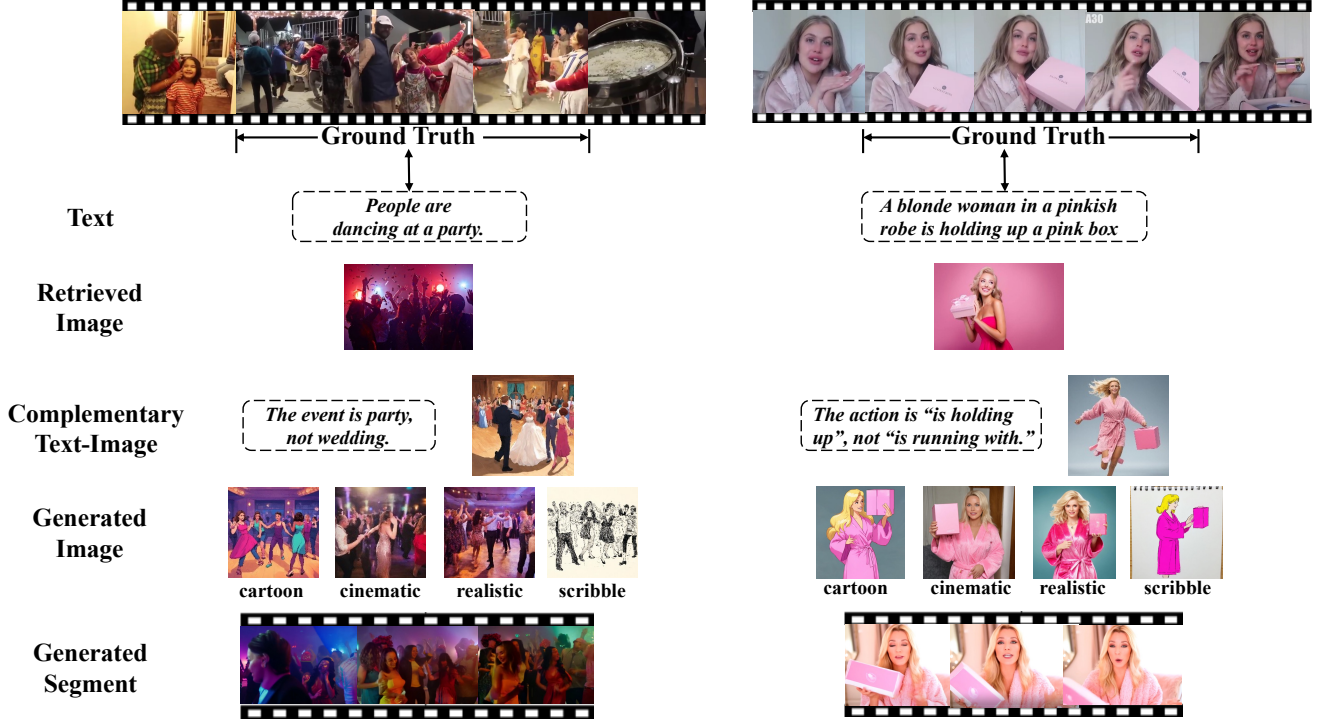 A30
Ground Truth
Ground Truth
Text
People are
dancing at a party.
A blonde woman in a pinkish
robe is holding up a pink box
Retrieved
Image
Complementary
Text-Image
The event is party,
not wedding.
The action is “is holding
up”, not “is running with.”
Generated
Image
cartoon
cinematic
realistic
scribble
cartoon
cinematic
realistic
scribble
Generated
Segment